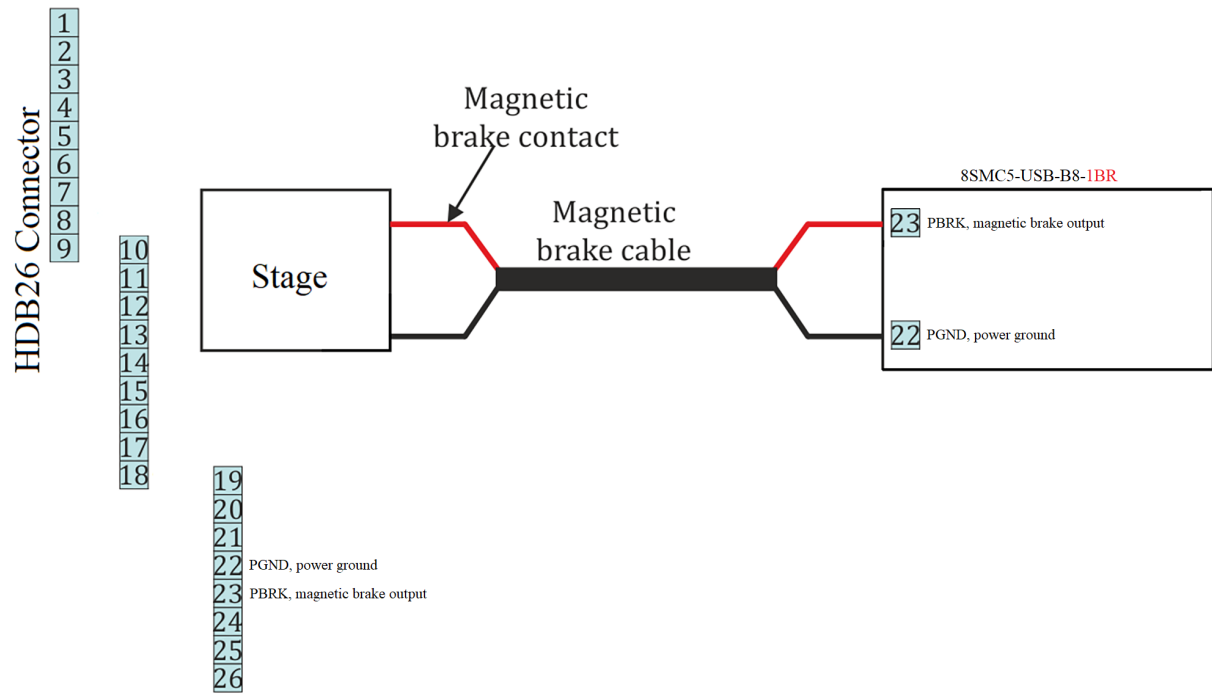 HDB26 Connector
1
2
3
4
5
6
7
8
9
10
11
12
13
14
15
16
17
18
19
20
21
22 PGND, power ground
23 PBRK, magnetic brake output
24
25
26
Magnetic
brake contact
Stage
Magnetic
brake cable
8SMC5-USB-B8-1BR
23 PBRK, magnetic brake output
22 PGND, power ground